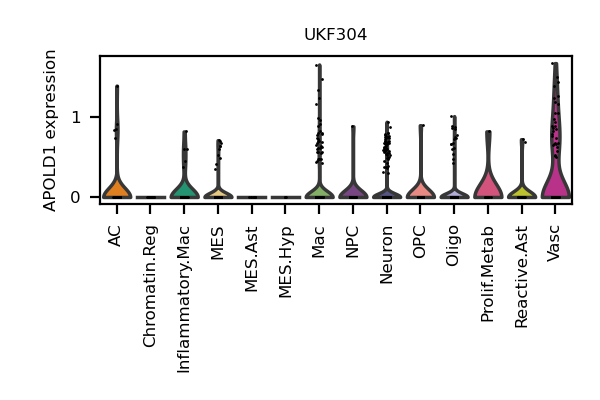 UKF304
APOLD1 expression
1
0
AC
Chromatin.Reg
Inflammatory.Mac
MES
MES.Ast
MES.Hyp
Mac
NPC
Neuron
OPC
Oligo
Prolif.Metab
Reactive.Ast
Vasc